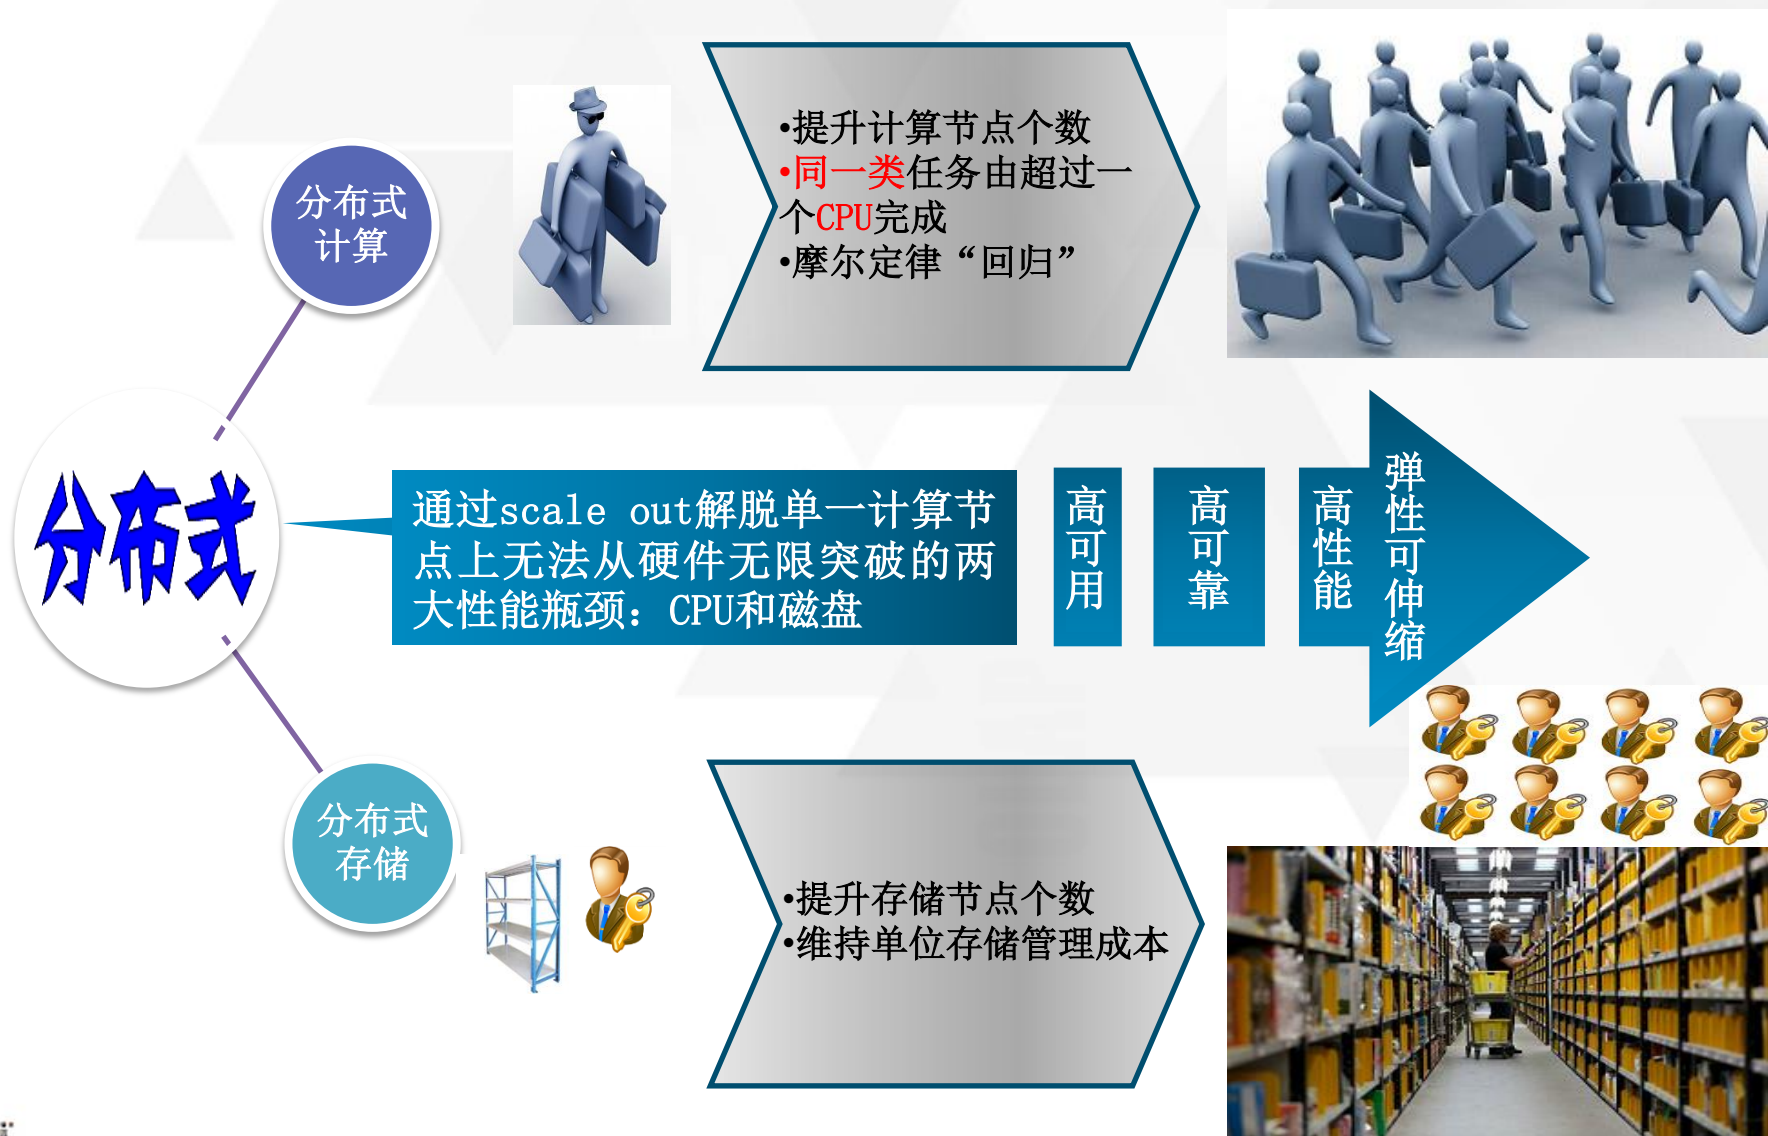 分布式
计算
•提升计算节点个数
•同一类任务由超过一
个CPU完成
•摩尔定律“回归”
分布式
通过scale out解脱单一计算节
点上无法从硬件无限突破的两
大性能瓶颈：CPU和磁盘
高可用
高可靠
高性能
弹性可伸缩
分布式
存储
•提升存储节点个数
•维持单位存储管理成本